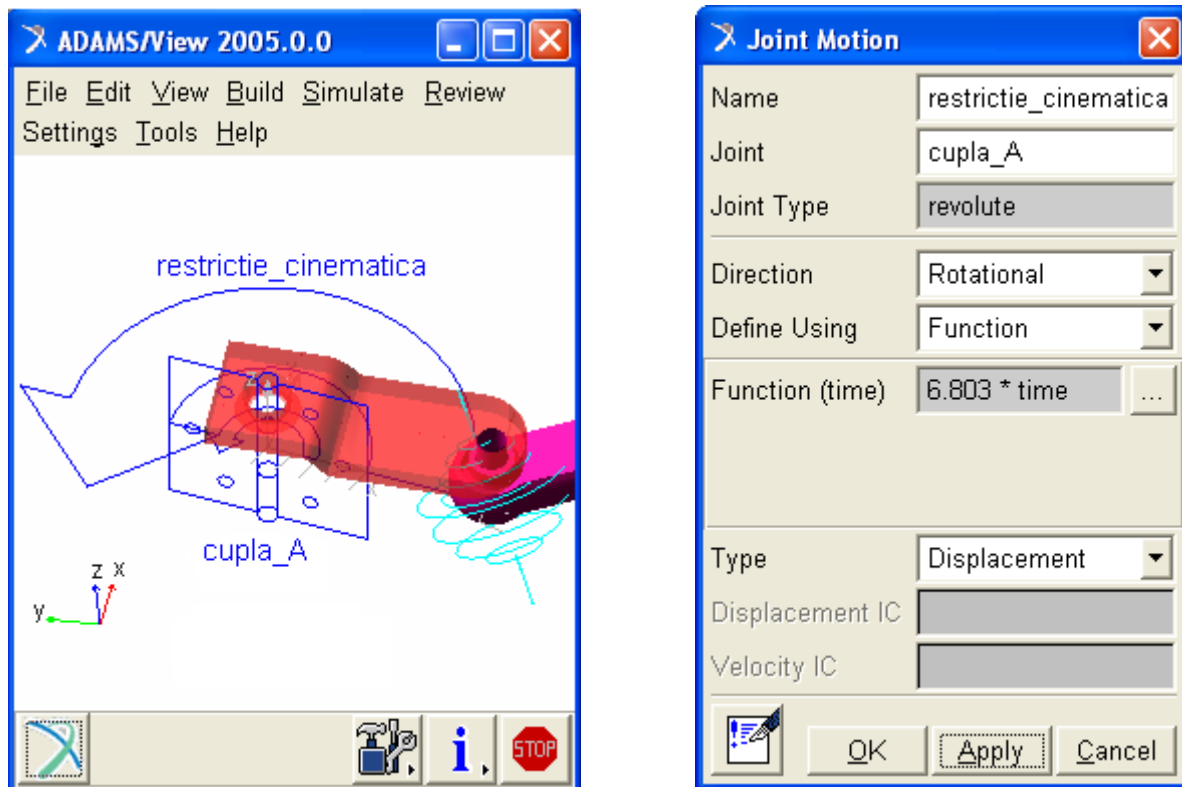 ADAMS/View 2005.0.0
File Edit View Build Simulate Review
Settings Tools Help
restrictie_cinematica
z
cupla_A
z x
y
i
STOP
Joint Motion
Name restrictie_cinematica
Joint cupla_A
Joint Type revolute
Direction Rotational
Define Using Function
Function (time) 6.803 * time ...
Type Displacement
Displacement IC
Velocity IC
OK Apply Cancel